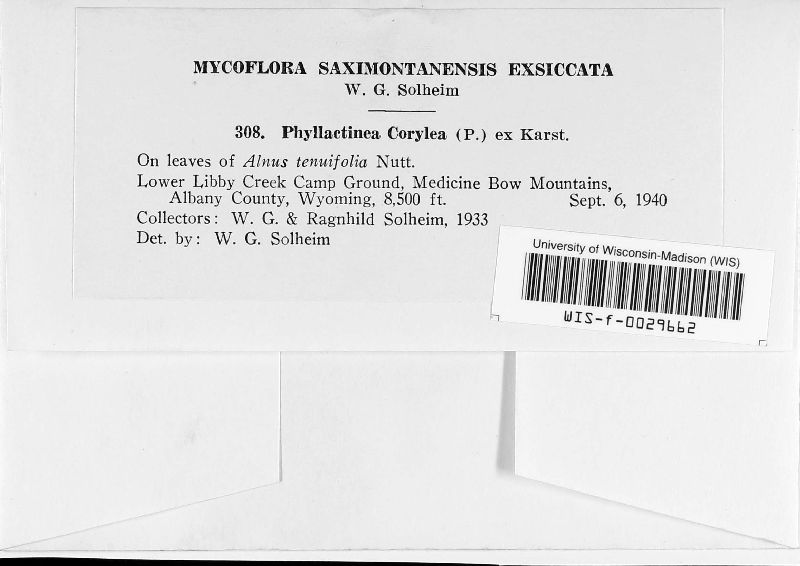 MYCOFLORA SAXIMONTANENSIS EXSICCATA
W. G. Solheim
308. Phyllactinea Corylea (P.) ex Karst.
On leaves of Alnus tenuifolia Nutt.
Lower Libby Creek Camp Ground, Medicine Bow Mountains,
Albany County, Wyoming, 8,500 ft. Sept. 6, 1940
Collectors: W. G. & Ragnhild Solheim, 1933
Det. by: W. G. Solheim
University of Wisconsin-Madison (WIS)
WIS-f-0029662